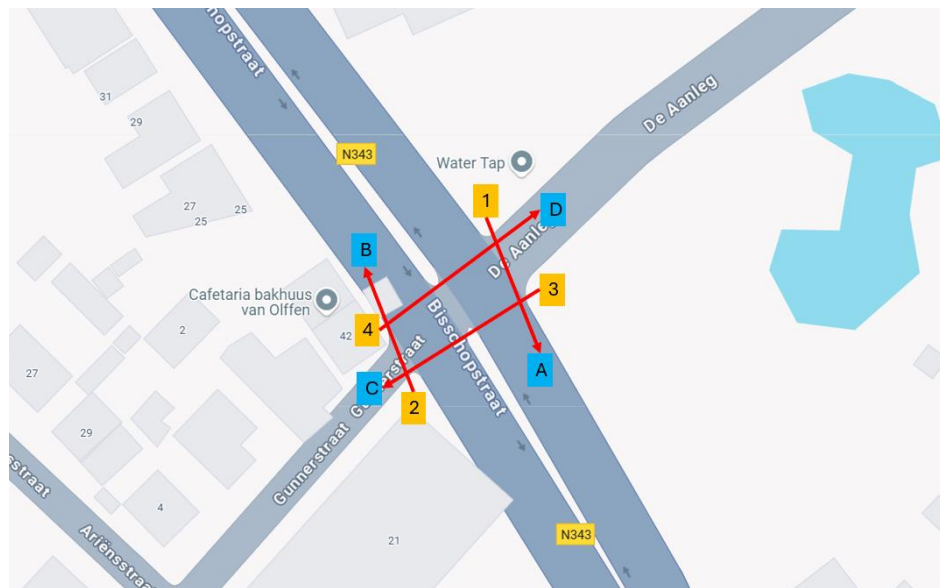 Bisschopstraat
De Aanleg
31
29
N343
Water Tap
27
25
25
1
D
B
De Aanleg
3
Cafetaria bakhuus
van Olffen
4
42
2
Bisschopstraat
Gunnerstraat
27
A
C
2
29
Gunnerstraat
4
Ariënsstraat
N343
21